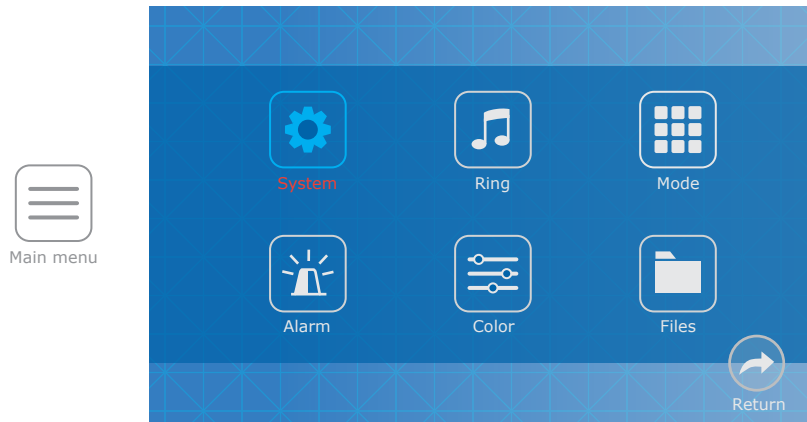 Main menu
System
Ring
Mode
Alarm
Color
Files
Return